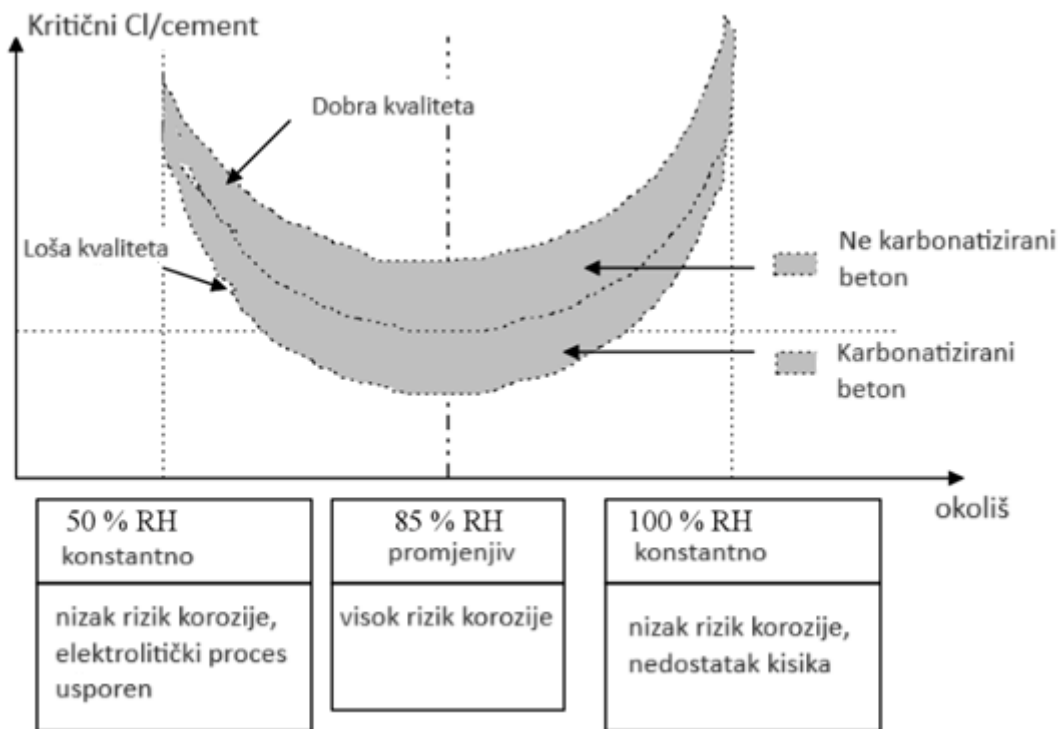 Kritični Cl/cement
Dobra kvaliteta
Loša kvaliteta
Ne karbonatizirani
beton
Karbonatizirani
beton
okoliš
50 % RH
konstantno
nizak rizik korozije,
elektrolitički proces
usporen
85 % RH
promjenjiv
visok rizik korozije
100 % RH
konstantno
nizak rizik korozije,
nedostatak kisika